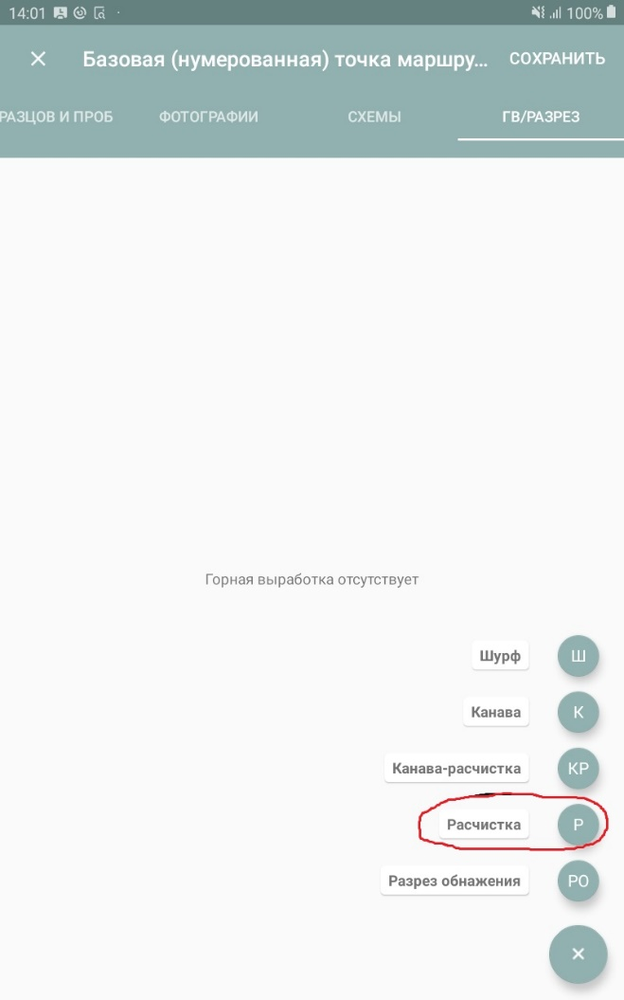 14:01 100%
Базовая (нумерованная) точка маршру... СОХРАНИТЬ
РАЗЦОВ И ПРОБ ФОТОГРАФИИ СХЕМЫ ГВ/РАЗРЕЗ
Горная выработка отсутствует
Шурф Ш
Канава К
Канава-расчистка КР
Расчистка Р
Разрез обнажения РО